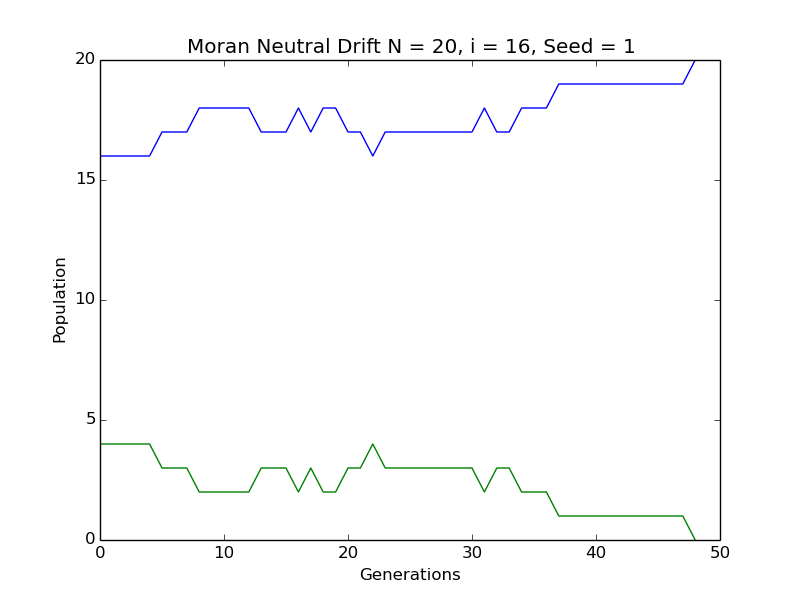 Moran Neutral Drift N = 20, i = 16, Seed = 1
20
15
10
5
0
Population
0 10 20 30 40 50
Generations